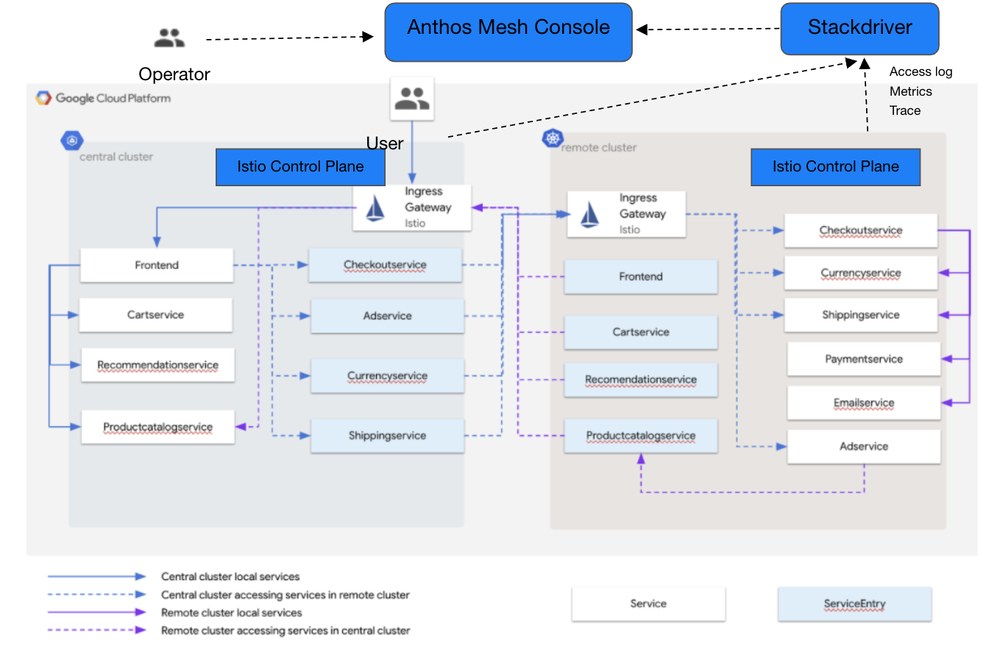 Anthos Mesh Console
Stackdriver
Operator
Access log
Metrics
Trace
Google Cloud Platform
User
central cluster
remote cluster
Istio Control Plane
Istio Control Plane
Ingress
Gateway
Istio
Ingress
Gateway
Istio
Frontend
Cartservice
Recommendationservice
Productcatalogservice
Checkoutservice
Adservice
Currencyservice
Shippingservice
Frontend
Cartservice
Recomendationservice
Productcatalogservice
Checkoutservice
Currencyservice
Shippingservice
Paymentservice
Emailservice
Adservice
Central cluster local services
Central cluster accessing services in remote cluster
Remote cluster local services
Remote cluster accessing services in central cluster
Service
ServiceEntry